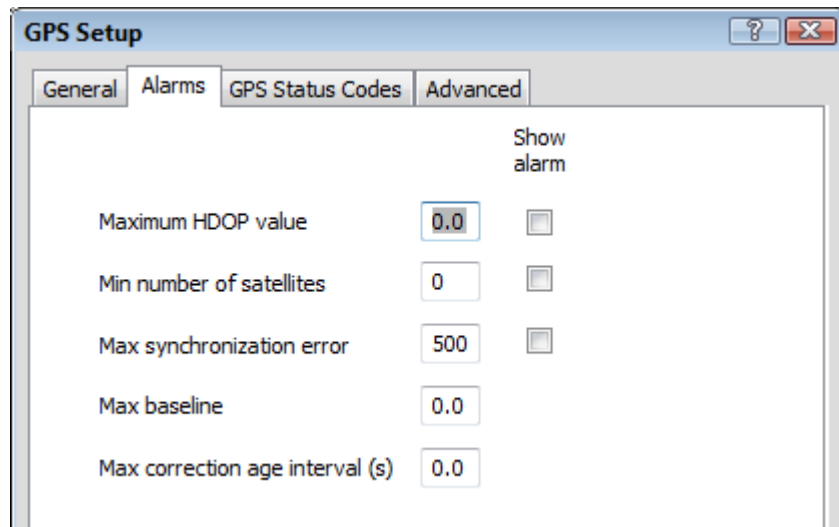 GPS Setup
General Alarms GPS Status Codes Advanced
Show
alarm
Maximum HDOP value 0.0
Min number of satellites 0
Max synchronization error 500
Max baseline 0.0
Max correction age interval (s) 0.0